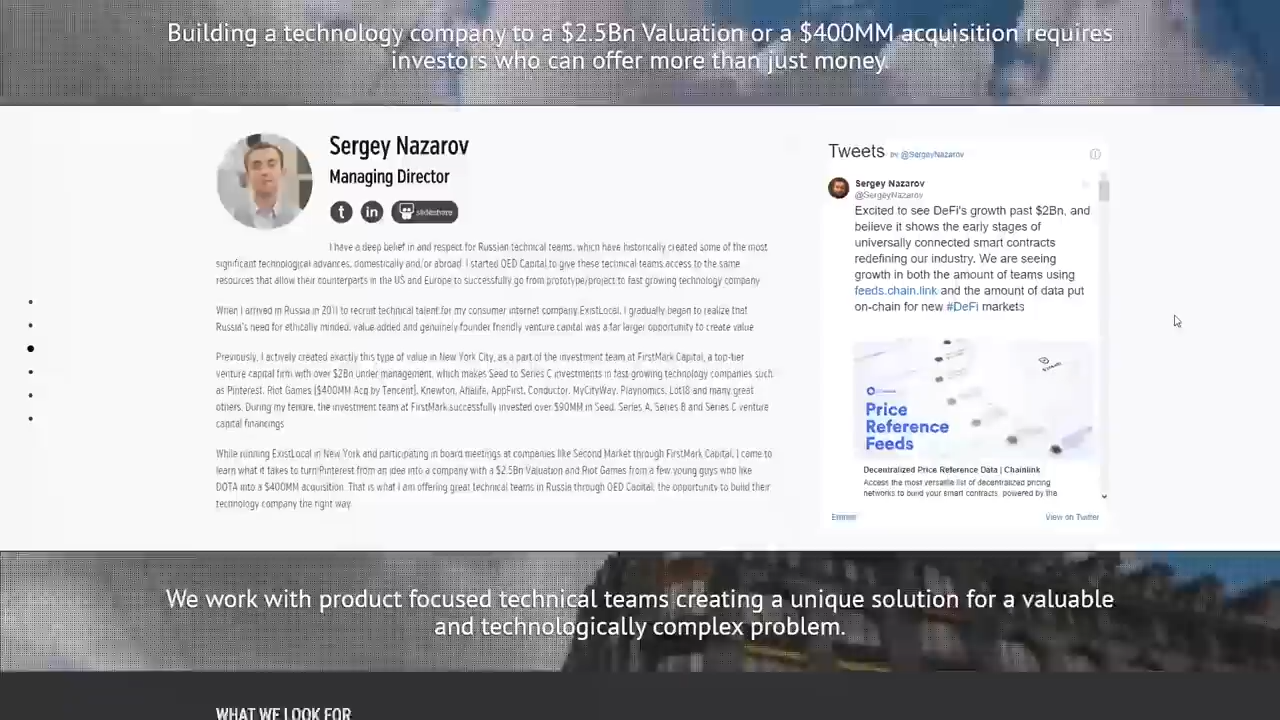 Building a technology company to a $2.5Bn Valuation or a $400MM acquisition requires
investors who can offer more than just money.
Sergey Nazarov
Managing Director
t in slideshare
I have a deep belief in and respect for Russian technical teams, which have historically created some of the most
significant technological advances, domestically and/or abroad. I started QED Capital to give these technical teams access to the same
resources that allow their counterparts in the US and Europe to successfully go from prototype/project to fast growing technology company
When I arrived in Russia in 2011 to recruit technical talent for my consumer internet company ExistLocal, I gradually began to realize that
Russia's need for ethically minded, value-added and genuinely founder friendly venture capital was a far larger opportunity to create value
Previously, I actively created exactly this type of value in New York City, as a part of the investment team at FirstMark Capital, a top-tier
venture capital firm with over $2Bn under management, which makes Seed to Series C investments in fast growing technology companies such
as Pinterest, Riot Games ($400MM Acq by Tencent), Knewton, Ahalife, AppFirst, Conductor, MyCityWay, Playnomics, Lot18 and many great
others. During my tenure, the investment team at FirstMark successfully invested over $90MM in Seed, Series A, Series B and Series C venture
capital financings
While running ExistLocal in New York and participating in board meetings at companies like Second Market through FirstMark Capital, I came to
learn what it takes to turn Pinterest from an idea into a company with a $2.5Bn Valuation and Riot Games from a few young guys who like
DOTA into a $400MM acquisition. That is what I am offering great technical teams in Russia through QED Capital; the opportunity to build their
technology company the right way.
Tweets by @SergeyNazarov
Sergey Nazarov
@SergeyNazarov
Excited to see DeFi's growth past $2Bn, and
believe it shows the early stages of
universally connected smart contracts
redefining our industry. We are seeing
growth in both the amount of teams using
feeds.chain.link and the amount of data put
on-chain for new #DeFi markets
Price
Reference
Feeds
Decentralized Price Reference Data | Chainlink
Access the most versatile list of decentralized pricing
networks to build your smart contracts, powered by the
Embed
View on Twitter
We work with product focused technical teams creating a unique solution for a valuable
and technologically complex problem.
WHAT WE LOOK FOR